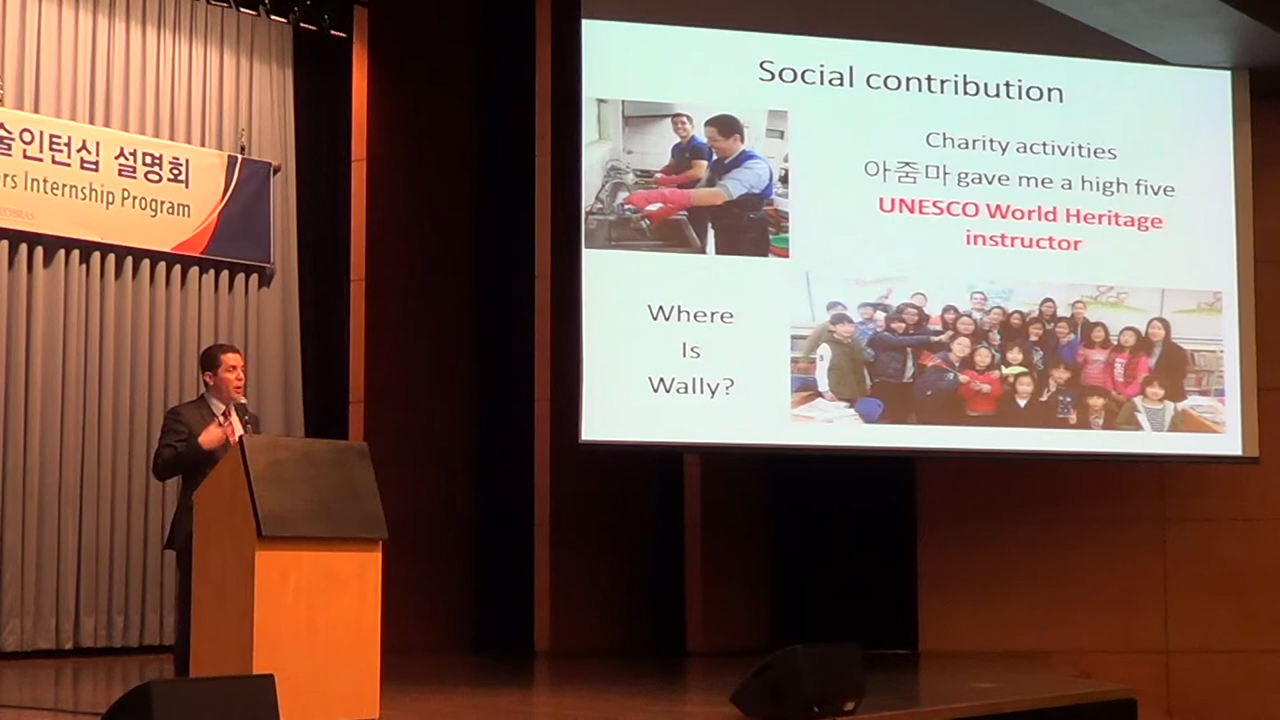 술인턴십 설명회
ers Internship Program
Social contribution
Charity activities
아줌마 gave me a high five
UNESCO World Heritage
instructor
Where
Is
Wally?